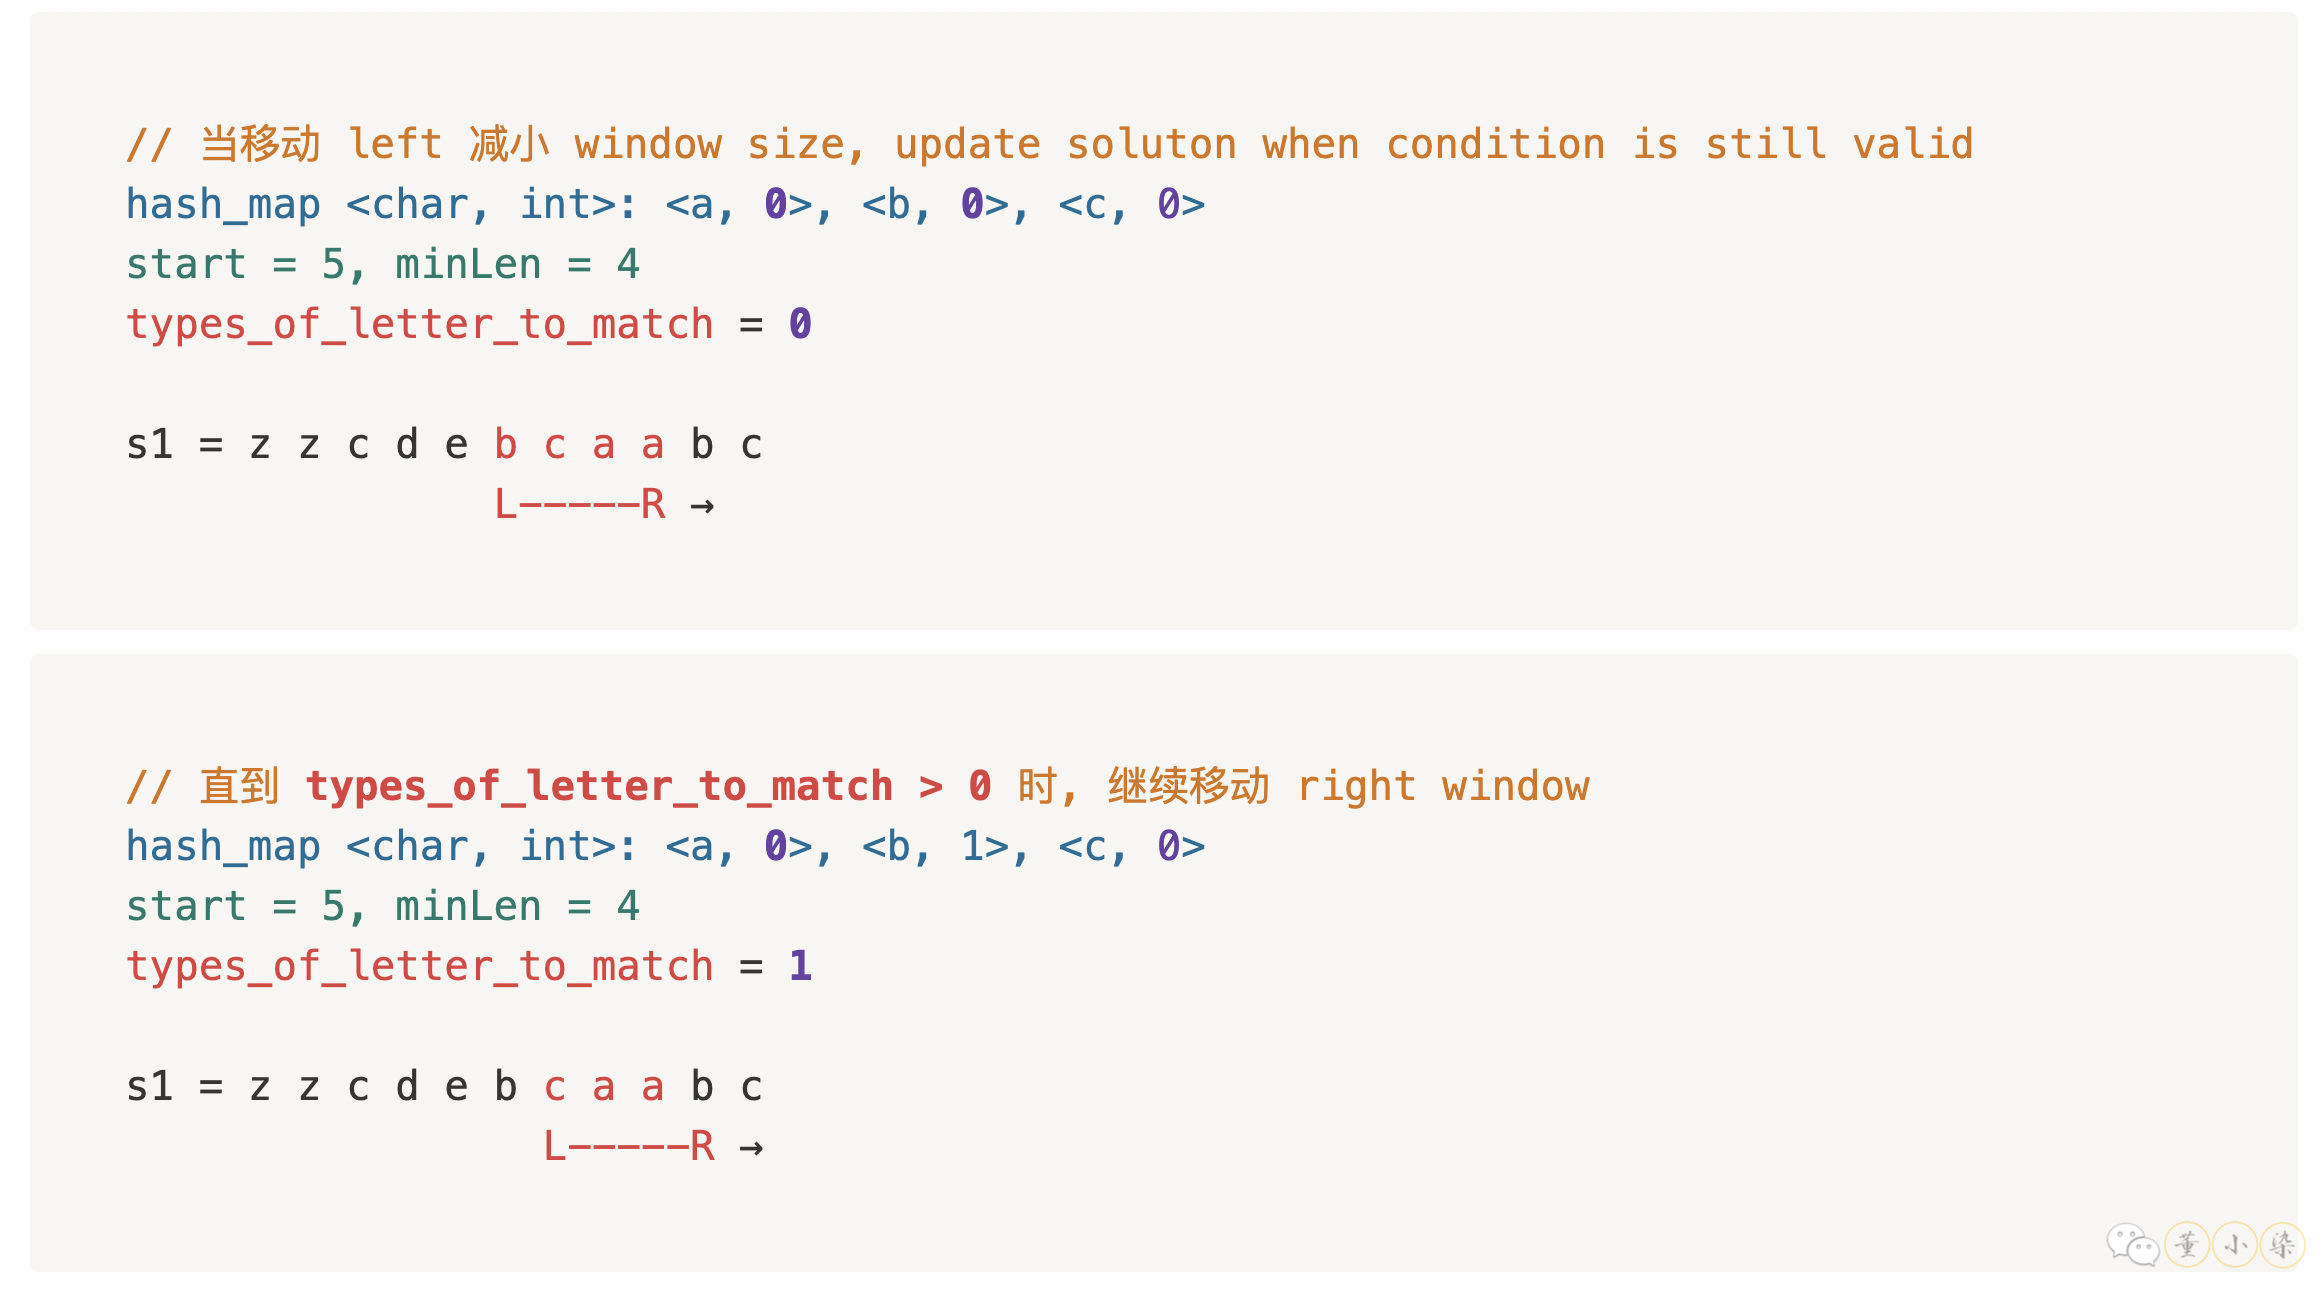 // 当移动 left 减小 window size, update soluton when condition is still valid
hash_map <char, int>: <a, 0>, <b, 0>, <c, 0>
start = 5, minLen = 4
types_of_letter_to_match = 0
s1 = z z c d e b c a a b c
L-----R →
// 直到 types_of_letter_to_match > 0 时, 继续移动 right window
hash_map <char, int>: <a, 0>, <b, 1>, <c, 0>
start = 5, minLen = 4
types_of_letter_to_match = 1
s1 = z z c d e b c a a b c
L-----R →
董小染